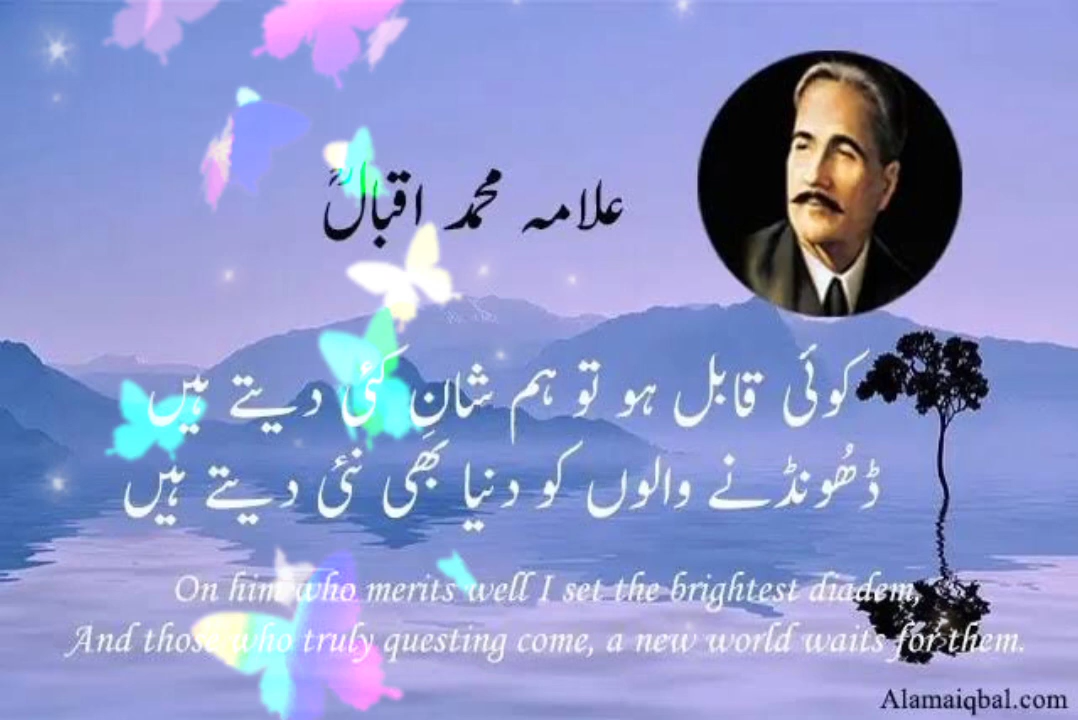 علامہ محمد اقبالؒ
کوئی قابل ہو تو ہم شانِ کئی دیتے ہیں
ڈھُونڈنے والوں کو دنیا بھی نئی دیتے ہیں
On him who merits well I set the brightest diadem,
And those who truly questing come, a new world waits for them.
Alamaiqbal.com